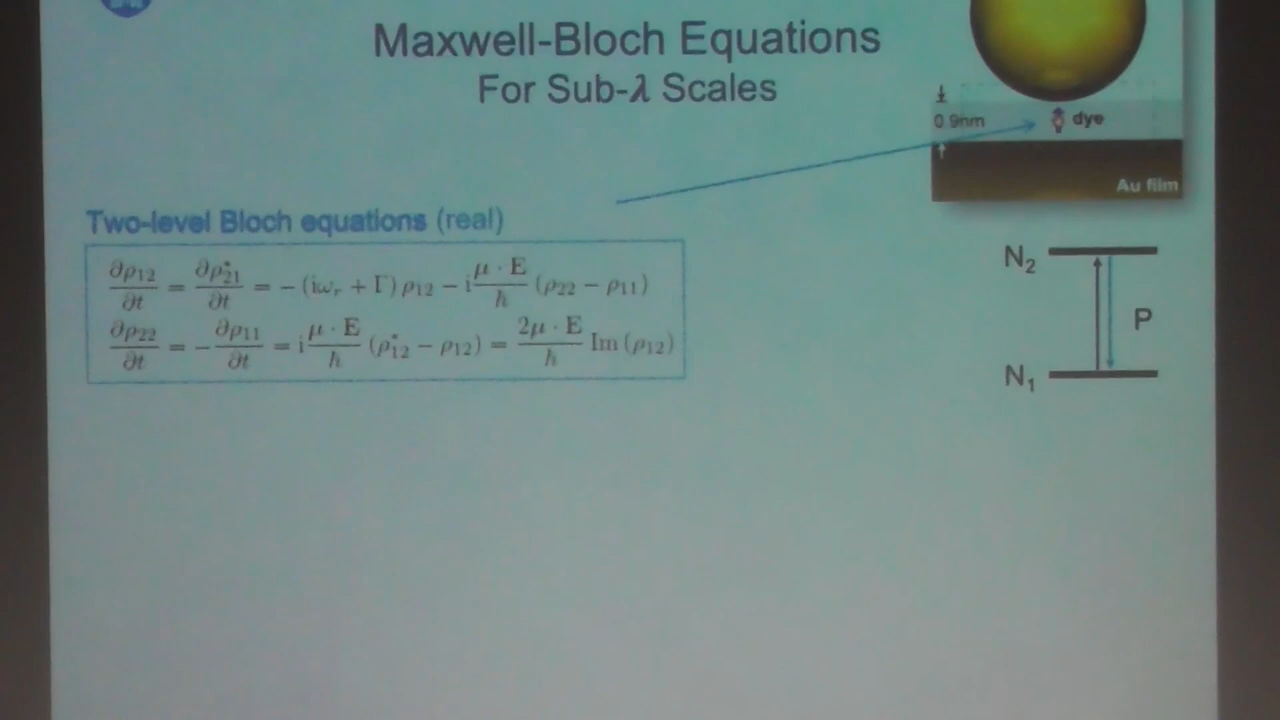 Maxwell-Bloch Equations
For Sub-λ Scales
0.9nm
dye
Au film
Two-level Bloch equations (real)
∂ρ₁₂/∂t = ∂ρ*₂₁/∂t = − (iωᵣ + Γ) ρ₁₂ − i μ · E/ħ (ρ₂₂ − ρ₁₁)
∂ρ₂₂/∂t = − ∂ρ₁₁/∂t = i μ · E/ħ (ρ*₁₂ − ρ₁₂) = 2μ · E/ħ Im (ρ₁₂)
N₂
P
N₁